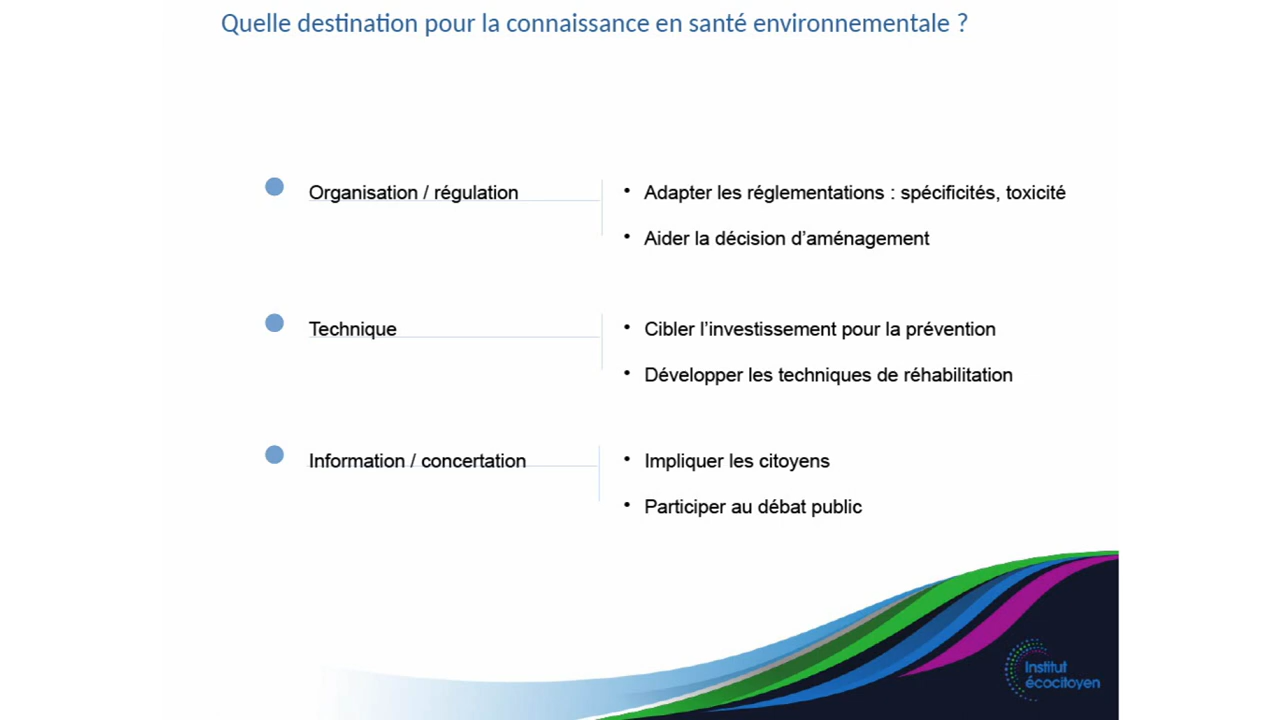 Quelle destination pour la connaissance en santé environnementale ?
Organisation / régulation
• Adapter les réglementations : spécificités, toxicité
• Aider la décision d’aménagement
Technique
• Cibler l’investissement pour la prévention
• Développer les techniques de réhabilitation
Information / concertation
• Impliquer les citoyens
• Participer au débat public
Institut
écocitoyen